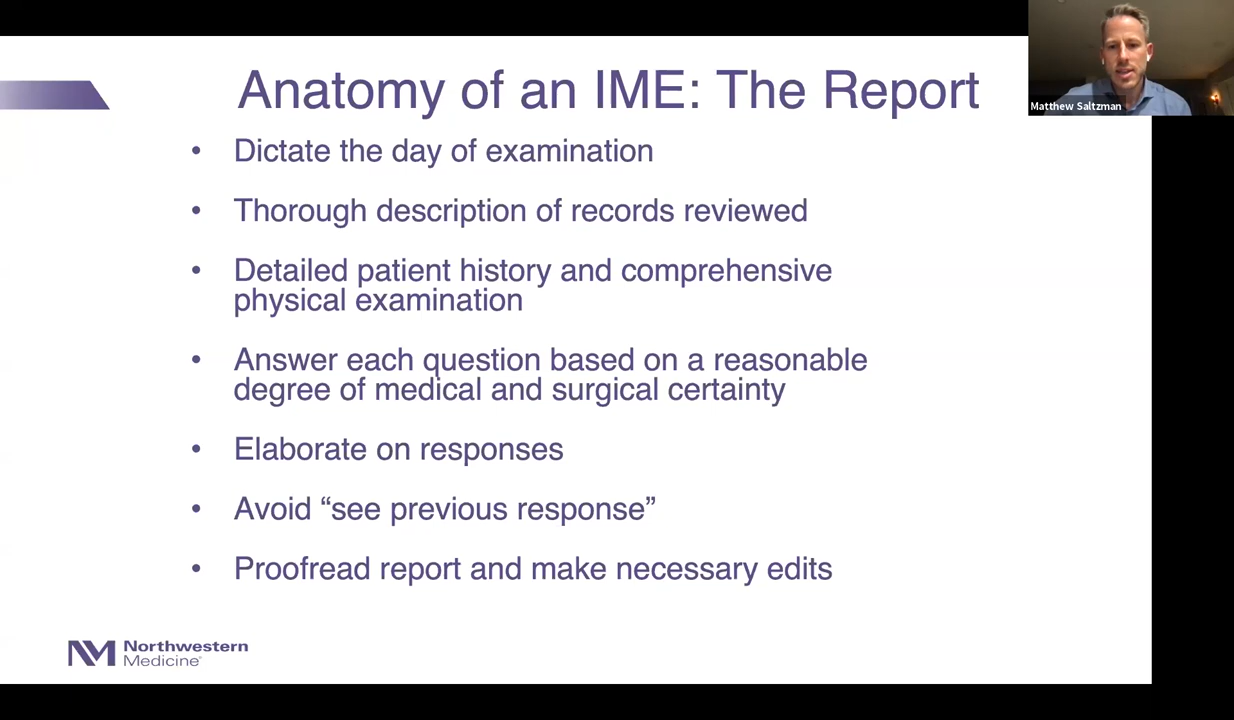 Anatomy of an IME: The Report
Matthew Saltzman
• Dictate the day of examination
• Thorough description of records reviewed
• Detailed patient history and comprehensive
physical examination
• Answer each question based on a reasonable
degree of medical and surgical certainty
• Elaborate on responses
• Avoid “see previous response”
• Proofread report and make necessary edits
NM Northwestern
Medicine